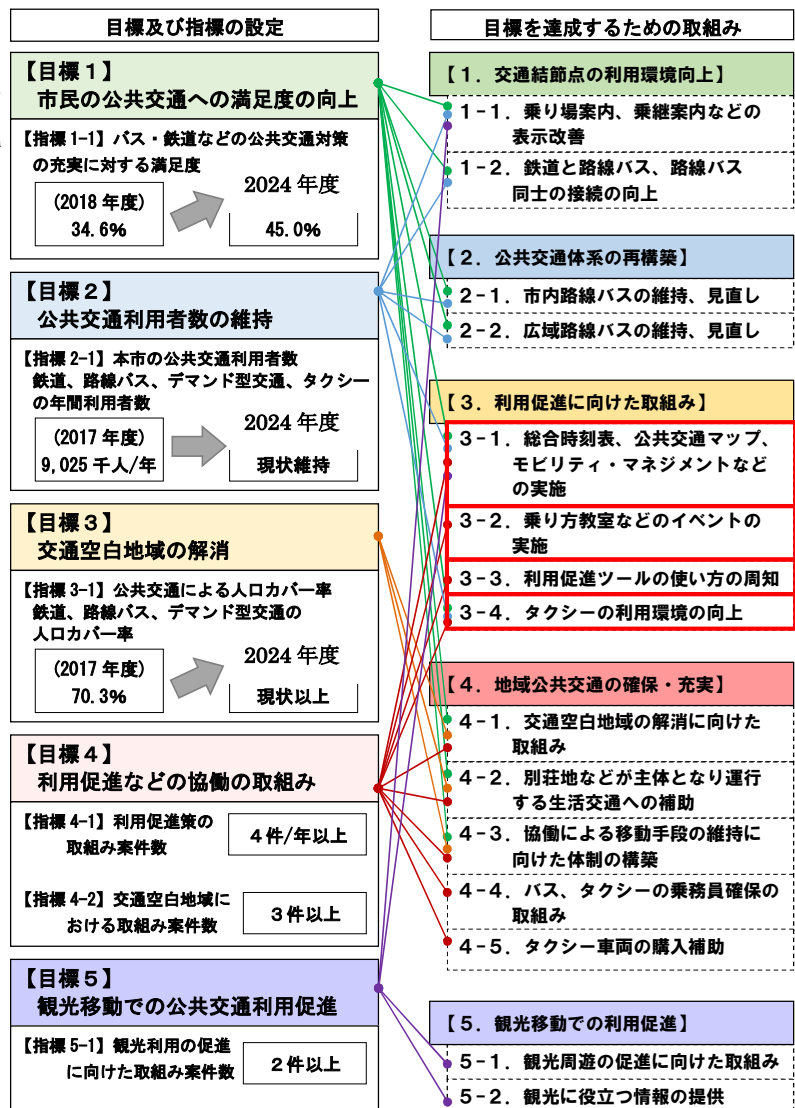 目標及び指標の設定
【目標１】
市民の公共交通への満足度の向上
【指標 1-1】バス・鉄道などの公共交通対策
の充実に対する満足度
(2018 年度)
34.6%
2024 年度
45.0%
【目標２】
公共交通利用者数の維持
【指標 2-1】本市の公共交通利用者数
鉄道、路線バス、デマンド型交通、タクシー
の年間利用者数
(2017 年度)
9,025 千人/年
2024 年度
現状維持
【目標３】
交通空白地域の解消
【指標 3-1】公共交通による人口カバー率
鉄道、路線バス、デマンド型交通の
人口カバー率
(2017 年度)
70.3%
2024 年度
現状以上
【目標４】
利用促進などの協働の取組み
【指標 4-1】利用促進策の
取組み案件数
４件/年以上
【指標 4-2】交通空白地域に
おける取組み案件数
３件以上
【目標５】
観光移動での公共交通利用促進
【指標 5-1】観光利用の促進
に向けた取組み案件数
２件以上
目標を達成するための取組み
【１．交通結節点の利用環境向上】
１-１．乗り場案内、乗継案内などの
表示改善
１-２．鉄道と路線バス、路線バス
同士の接続の向上
【２．公共交通体系の再構築】
２-１．市内路線バスの維持、見直し
２-２．広域路線バスの維持、見直し
【３．利用促進に向けた取組み】
３-１．総合時刻表、公共交通マップ、
モビリティ・マネジメントなど
の実施
３-２．乗り方教室などのイベントの
実施
３-３．利用促進ツールの使い方の周知
３-４．タクシーの利用環境の向上
【４．地域公共交通の確保・充実】
４-１．交通空白地域の解消に向けた
取組み
４-２．別荘地などが主体となり運行
する生活交通への補助
４-３．協働による移動手段の維持に
向けた体制の構築
４-４．バス、タクシーの乗務員確保の
取組み
４-５．タクシー車両の購入補助
【５．観光移動での利用促進】
５-１．観光周遊の促進に向けた取組み
５-２．観光に役立つ情報の提供